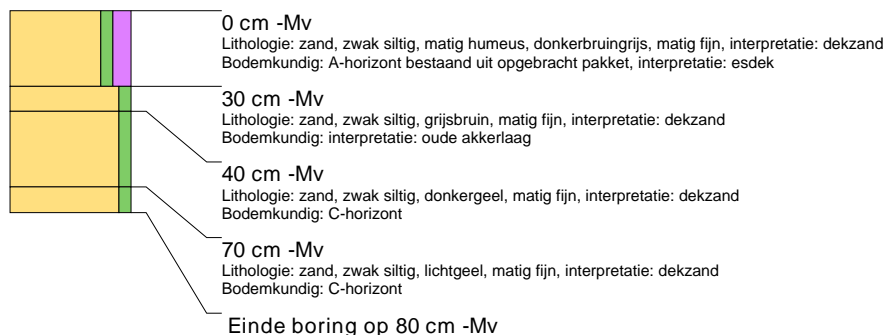 0 cm -Mv
Lithologie: zand, zwak siltig, matig humeus, donkerbruingrijs, matig fijn, interpretatie: dekzand
Bodemkundig: A-horizont bestaand uit opgebracht pakket, interpretatie: esdek
30 cm -Mv
Lithologie: zand, zwak siltig, grijsbruin, matig fijn, interpretatie: dekzand
Bodemkundig: interpretatie: oude akkerlaag
40 cm -Mv
Lithologie: zand, zwak siltig, donkergeel, matig fijn, interpretatie: dekzand
Bodemkundig: C-horizont
70 cm -Mv
Lithologie: zand, zwak siltig, lichtgeel, matig fijn, interpretatie: dekzand
Bodemkundig: C-horizont
Einde boring op 80 cm -Mv